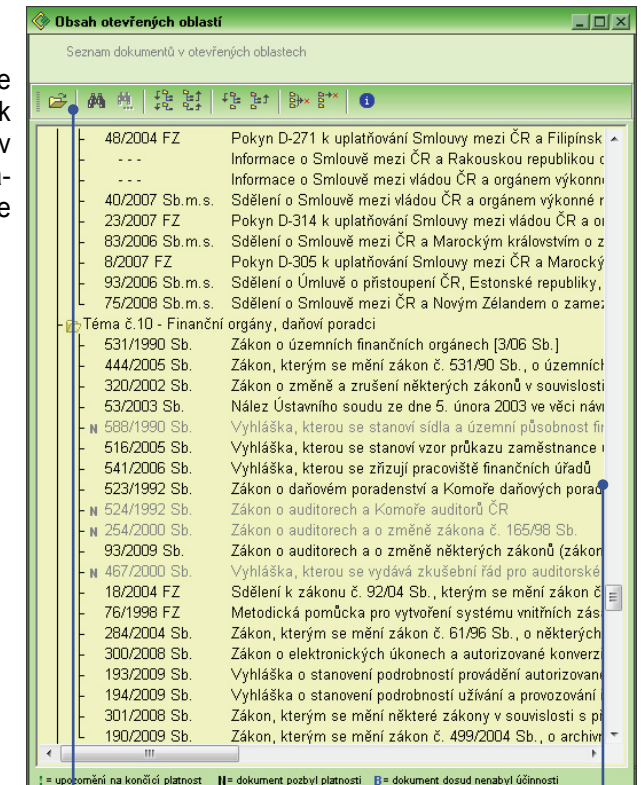 Obsah otevřených oblastí
Seznam dokumentů v otevřených oblastech
e
k
v
a-
e
48/2004 FZ Pokyn D-271 k uplatňování Smlouvy mezi ČR a Filipínsk
- - - Informace o Smlouvě mezi ČR a Rakouskou republikou o
- - - Informace o Smlouvě mezi vládou ČR a orgánem výkonn
40/2007 Sb.m.s. Sdělení o Smlouvě mezi vládou ČR a orgánem výkonné r
23/2007 FZ Pokyn D-314 k uplatňování Smlouvy mezi vládou ČR a or
83/2006 Sb.m.s. Sdělení o Smlouvě mezi ČR a Marockým královstvím o z
8/2007 FZ Pokyn D-305 k uplatňování Smlouvy mezi ČR a Marocký
93/2006 Sb.m.s. Sdělení o Úmluvě o přistoupení ČR, Estonské republiky,
75/2008 Sb.m.s. Sdělení o Smlouvě mezi ČR a Novým Zélandem o zamez
Téma č.10 - Finanční orgány, daňoví poradci
531/1990 Sb. Zákon o územních finančních orgánech [3/06 Sb.]
444/2005 Sb. Zákon, kterým se mění zákon č. 531/90 Sb., o územních
320/2002 Sb. Zákon o změně a zrušení některých zákonů v souvislosti
53/2003 Sb. Nález Ústavního soudu ze dne 5. února 2003 ve věci návr
N 588/1990 Sb. Vyhláška, kterou se stanoví sídla a územní působnost fin
516/2005 Sb. Vyhláška, kterou se stanoví vzor průkazu zaměstnance
541/2006 Sb. Vyhláška, kterou se zřizují pracoviště finančních úřadů
523/1992 Sb. Zákon o daňovém poradenství a Komoře daňových porad
N 524/1992 Sb. Zákon o auditorech a Komoře auditorů ČR
N 254/2000 Sb. Zákon o auditorech a o změně zákona č. 165/98 Sb.
93/2009 Sb. Zákon o auditorech a o změně některých zákonů (zákon
N 467/2000 Sb. Vyhláška, kterou se vydává zkušební řád pro auditorské
18/2004 FZ Sdělení k zákonu č. 92/04 Sb., kterým se mění zákon č
76/1998 FZ Metodická pomůcka pro vytvoření systému vnitřních zás
284/2004 Sb. Zákon, kterým se mění zákon č. 61/96 Sb., o některých
300/2008 Sb. Zákon o elektronických úkonech a autorizované konverz
193/2009 Sb. Vyhláška o stanovení podrobností provádění autorizované
194/2009 Sb. Vyhláška o stanovení podrobností užívání a provozování
301/2008 Sb. Zákon, kterým se mění některé zákony v souvislosti s př
190/2009 Sb. Zákon, kterým se mění zákon č. 499/2004 Sb., o archivn
! = upozornění na končící platnost N= dokument pozbyl platnosti B= dokument dosud nenabyl účinnosti